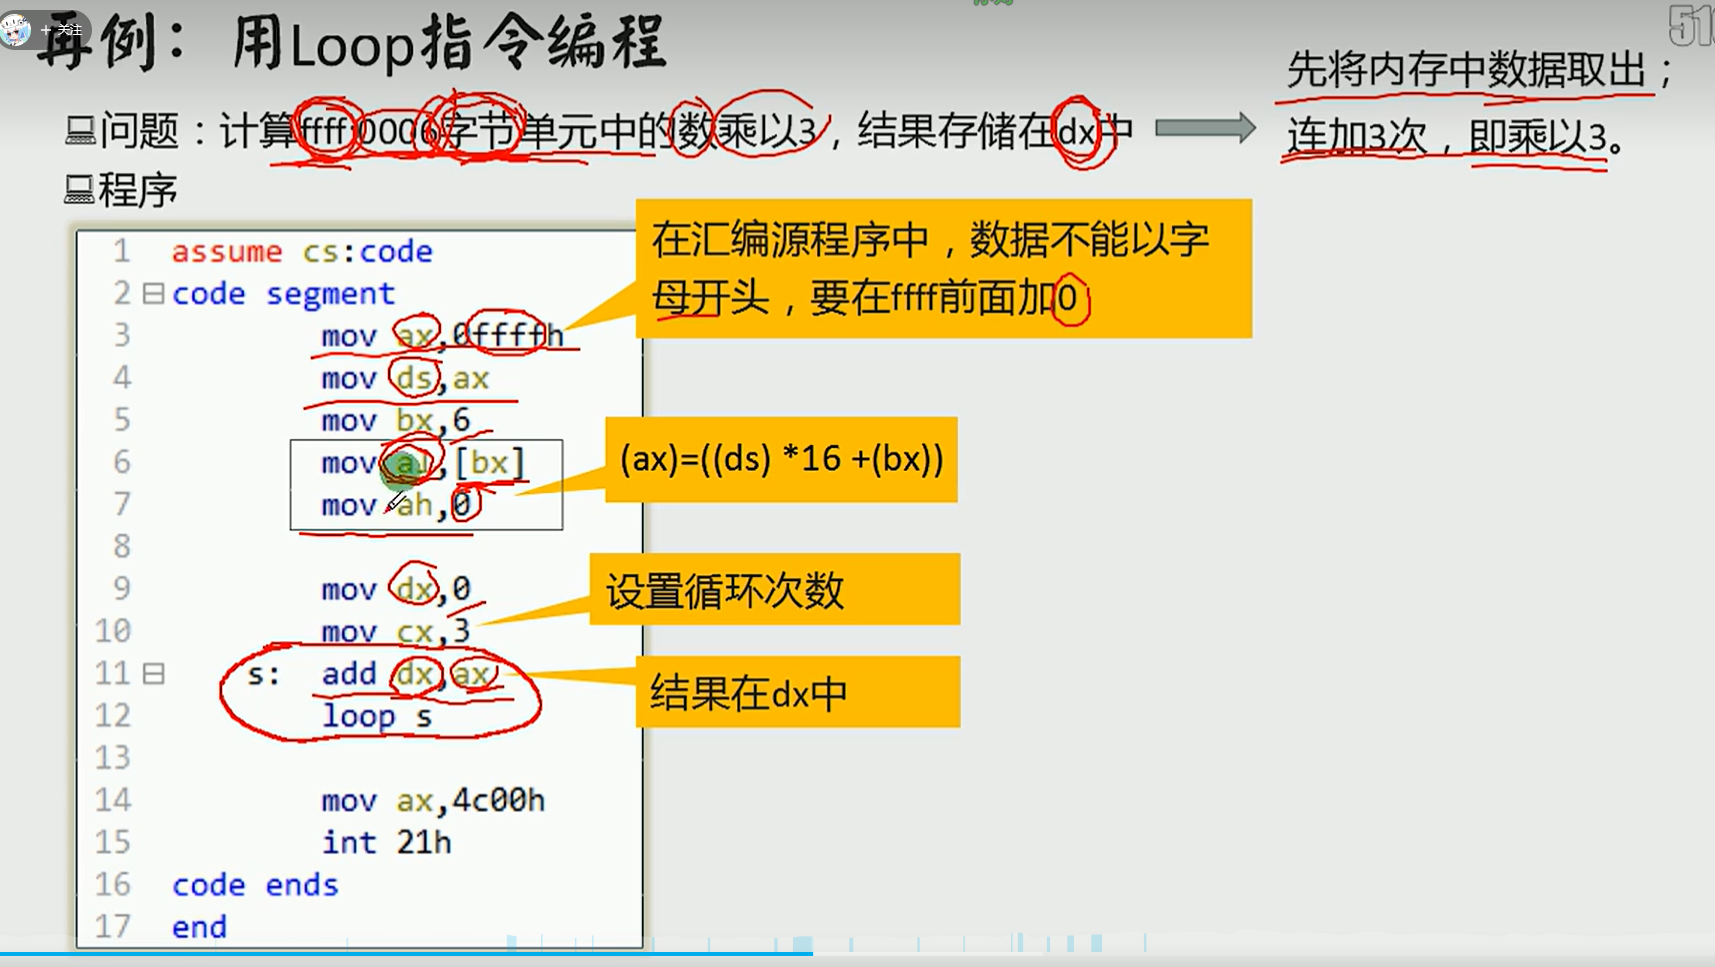 + 关注
再例：用Loop指令编程
问题：计算ffff:0006字节单元中的数乘以3，结果存储在dx中
先将内存中数据取出；
连加3次，即乘以3。
程序
1 assume cs:code
2 code segment
3 mov ax,0ffffh
4 mov ds,ax
5 mov bx,6
6 mov al,[bx]
7 mov ah,0
8
9 mov dx,0
10 mov cx,3
11 s: add dx,ax
12 loop s
13
14 mov ax,4c00h
15 int 21h
16 code ends
17 end
在汇编源程序中，数据不能以字
母开头，要在ffff前面加0
(ax)=((ds) *16 +(bx))
设置循环次数
结果在dx中